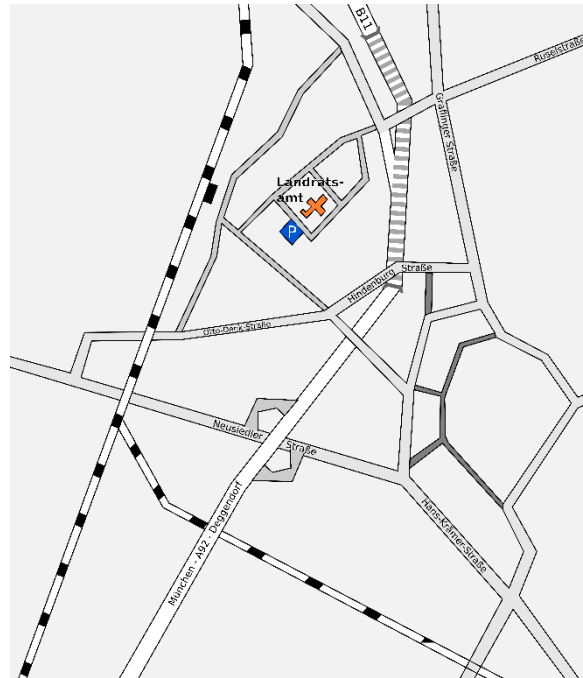 B11
Ruselstraße
Graflinger Straße
Landrats-
amt
P
Hindenburg Straße
Otto-Denk-Straße
Neusiedler Straße
München - A92 - Deggendorf
Hans-Krämer-Straße